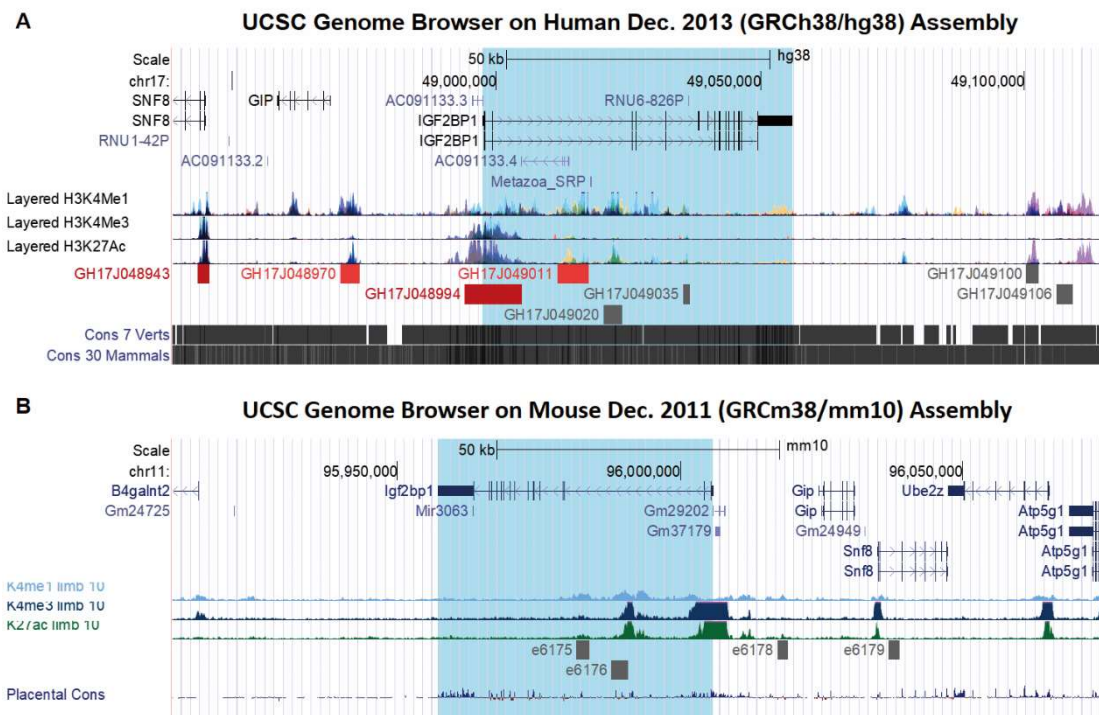 A
UCSC Genome Browser on Human Dec. 2013 (GRCh38/hg38) Assembly
Scale 50 kb hg38
chr17: 49,000,000 49,050,000 49,100,000
SNF8 GIP AC091133.3 RNU6-826P
SNF8 IGF2BP1
RNU1-42P IGF2BP1
AC091133.2 AC091133.4
Metazoa_SRP
Layered H3K4Me1
Layered H3K4Me3
Layered H3K27Ac
GH17J048943 GH17J048970 GH17J049011 GH17J049100
GH17J048994 GH17J049035 GH17J049106
GH17J049020
Cons 7 Verts
Cons 30 Mammals
B
UCSC Genome Browser on Mouse Dec. 2011 (GRCm38/mm10) Assembly
Scale 50 kb mm10
chr11: 95,950,000 96,000,000 96,050,000
B4galnt2 Igf2bp1 Gip Ube2z
Gm24725 Mir3063 Gm29202 Gip Atp5g1
Gm37179 Gm24949 Atp5g1
Snf8 Atp5g1
Snf8 Atp5g1
K4me1 limb 10
K4me3 limb 10
K27ac limb 10
e6175 e6178 e6179
e6176
Placental Cons